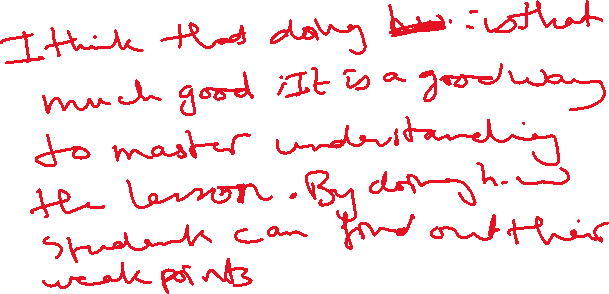 I think that doing h.w. is that
much good ; It is a good way
to master understanding
the lesson. By doing h.w
students can find out their
weak points